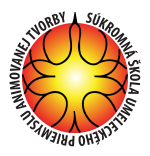 SÚKROMNÁ ŠKOLA UMELECKÉHO PRIEMYSLU ANIMOVANEJ TVORBY